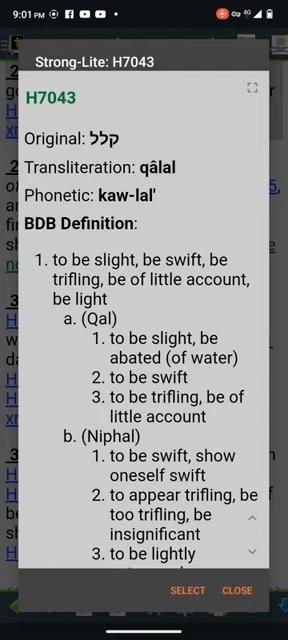 9:01 PM
4G
Strong-Lite: H7043
H7043
Original: קלל
Transliteration: qâlal
Phonetic: kaw-lal'
BDB Definition:
1. to be slight, be swift, be
trifling, be of little account,
be light
a. (Qal)
1. to be slight, be
abated (of water)
2. to be swift
3. to be trifling, be of
little account
b. (Niphal)
1. to be swift, show
oneself swift
2. to appear trifling, be
too trifling, be
insignificant
3. to be lightly
SELECT CLOSE